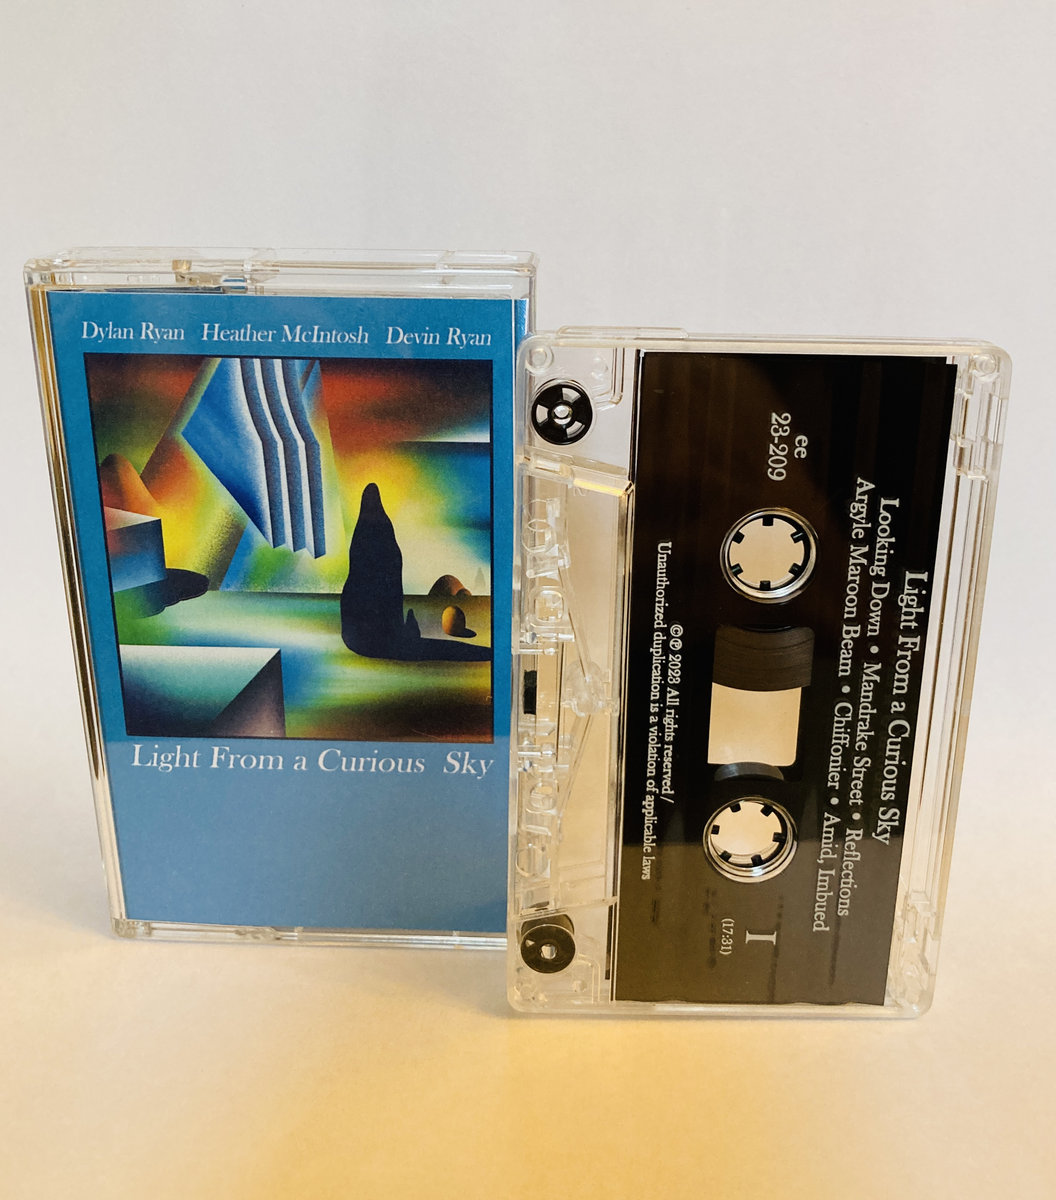 Dylan Ryan Heather McIntosh Devin Ryan
Light From a Curious Sky
Light From a Curious Sky
Looking Down • Mandrake Street • Reflections
Argyle Maroon Beam • Chiffonier • Amid, Imbued
ee
23-209
I
(17:31)
©℗ 2023 All rights reserved /
Unauthorized duplication is a violation of applicable laws